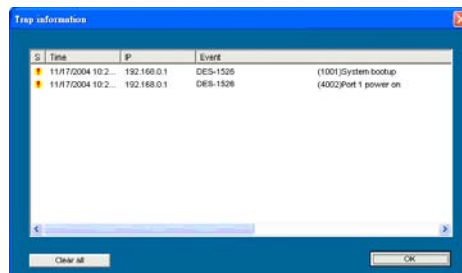 Trap information
S Time IP Event
11/17/2004 10:2... 192.168.0.1 DES-1526 (1001)System bootup
11/17/2004 10:2... 192.168.0.1 DES-1526 (4002)Port 1 power on
Clear all OK